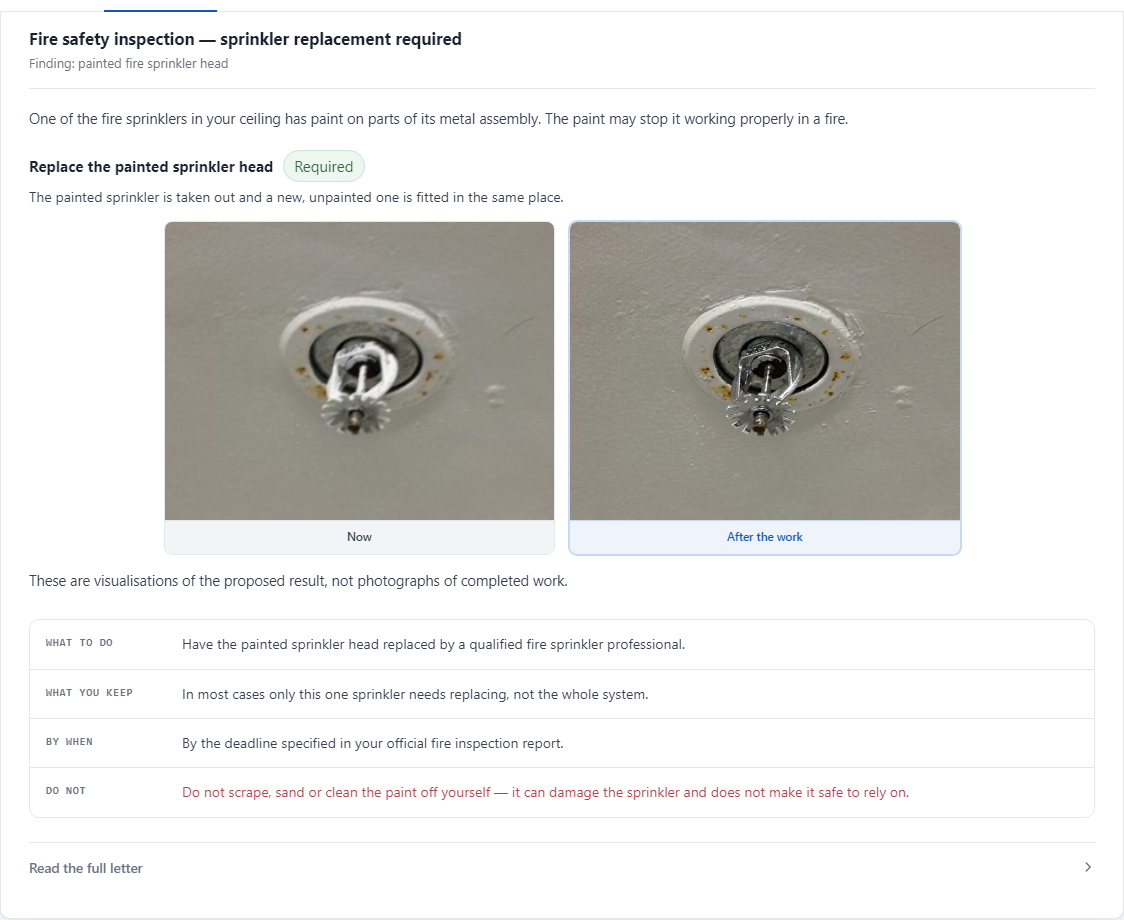 Fire safety inspection — sprinkler replacement required
Finding: painted fire sprinkler head
One of the fire sprinklers in your ceiling has paint on parts of its metal assembly. The paint may stop it working properly in a fire.
Replace the painted sprinkler head Required
The painted sprinkler is taken out and a new, unpainted one is fitted in the same place.
Now
After the work
These are visualisations of the proposed result, not photographs of completed work.
WHAT TO DO Have the painted sprinkler head replaced by a qualified fire sprinkler professional.
WHAT YOU KEEP In most cases only this one sprinkler needs replacing, not the whole system.
BY WHEN By the deadline specified in your official fire inspection report.
DO NOT Do not scrape, sand or clean the paint off yourself — it can damage the sprinkler and does not make it safe to rely on.
Read the full letter